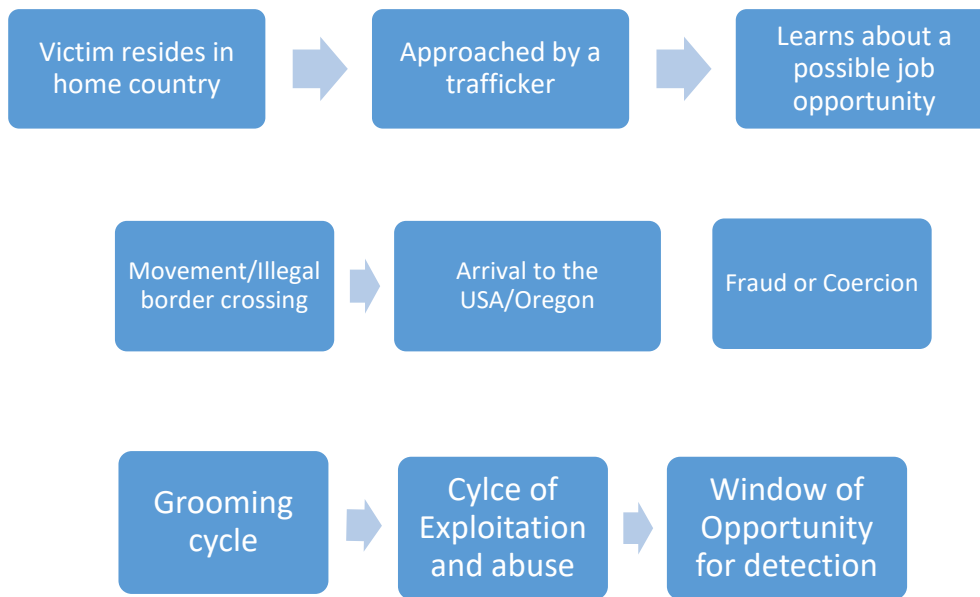 Victim resides in
home country
Approached by a
trafficker
Learns about a
possible job
opportunity
Movement/Illegal
border crossing
Arrival to the
USA/Oregon
Fraud or Coercion
Grooming
cycle
Cylce of
Exploitation
and abuse
Window of
Opportunity
for detection